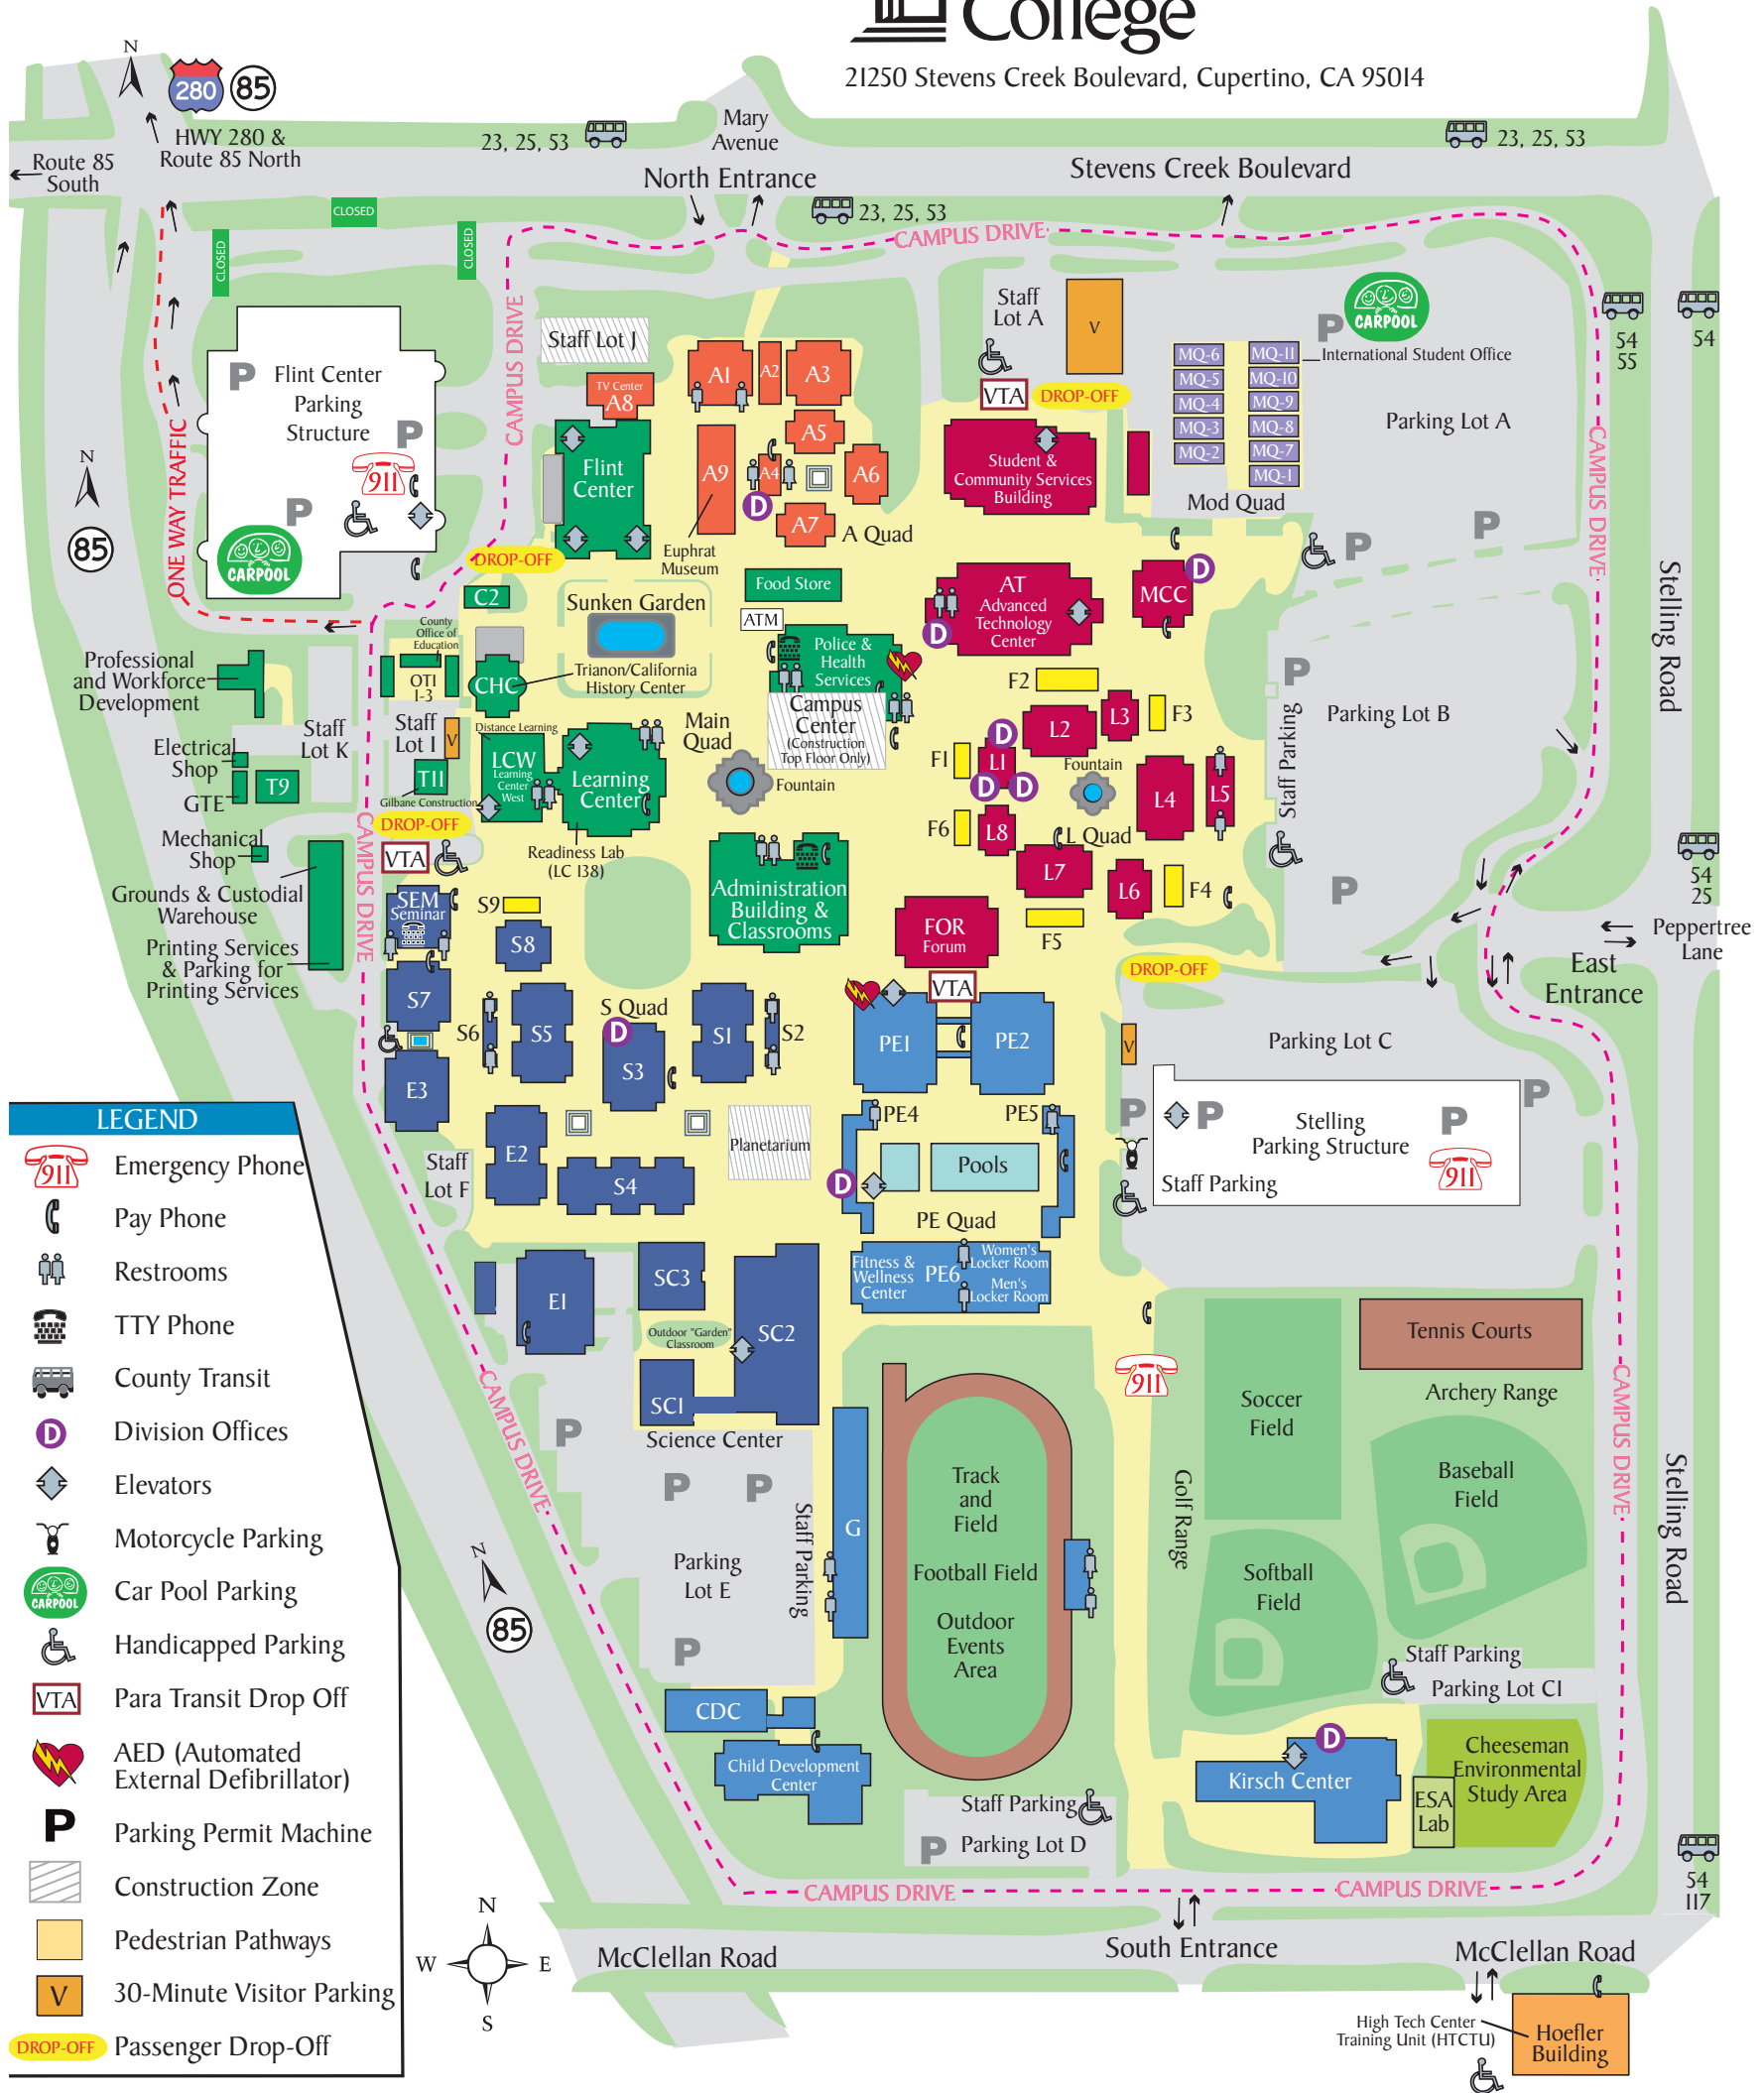 College
21250 Stevens Creek Boulevard, Cupertino, CA 95014
N
280
85
HWY 280 &
Route 85 North
Route 85
South
23, 25, 53
Mary
Avenue
North Entrance
23, 25, 53
Stevens Creek Boulevard
23, 25, 53
CLOSED
CLOSED
CLOSED
CAMPUS DRIVE
CAMPUS DRIVE
CAMPUS DRIVE
ONE WAY TRAFFIC
N
85
P
Flint Center
Parking
Structure
P
911
P
CARPOOL
Staff Lot J
TV Center
A8
A1
A2
A3
A5
A9
A4
A6
D
A7
A Quad
Flint
Center
Euphrat
Museum
DROP-OFF
Staff
Lot A
V
VTA
DROP-OFF
P
CARPOOL
MQ-6
MQ-11
International Student Office
MQ-5
MQ-10
MQ-4
MQ-9
MQ-3
MQ-8
MQ-2
MQ-7
MQ-1
Mod Quad
Parking Lot A
54
55
54
Student &
Community Services
Building
P
P
CAMPUS DRIVE
Stelling Road
C2
Sunken Garden
Food Store
ATM
County
Office of
Education
OTI
1-3
CHC
Trianon/California
History Center
Police &
Health
Services
Campus
Center
(Construction
Top Floor Only)
AT
Advanced
Technology
Center
D
MCC
D
Professional
and Workforce
Development
Staff
Lot K
Staff
Lot I
V
Distance Learning
LCW
Learning
Center
West
Learning
Center
Main
Quad
Fountain
Electrical
Shop
T9
GTE
T11
Gilbane Construction
DROP-OFF
VTA
Readiness Lab
(LC 138)
Mechanical
Shop
Grounds & Custodial
Warehouse
Printing Services
& Parking for
Printing Services
CAMPUS DRIVE
F2
L2
L3
F3
D
F1
L1
D
D
Fountain
L4
L5
F6
L8
L Quad
L7
L6
F4
F5
Staff Parking
P
Parking Lot B
P
54
25
Peppertree
Lane
East
Entrance
DROP-OFF
Administration
Building &
Classrooms
FOR
Forum
VTA
SEM
Seminar
S9
S8
S7
S6
S5
S Quad
D
S3
S1
S2
E3
E2
S4
Planetarium
Staff
Lot F
PE1
PE2
PE4
PE5
Pools
D
PE Quad
Fitness &
Wellness
Center
PE6
Women's
Locker Room
Men's
Locker Room
V
Parking Lot C
P
P
P
P
Stelling
Parking Structure
911
Staff Parking
E1
SC3
SC2
Outdoor "Garden"
Classroom
SC1
Science Center
CAMPUS DRIVE
P
P
P
Staff Parking
Parking
Lot E
P
G
N
85
Track
and
Field
Football Field
Outdoor
Events
Area
911
Golf Range
Soccer
Field
Tennis Courts
Archery Range
Baseball
Field
Softball
Field
CAMPUS DRIVE
Stelling Road
Staff Parking
Parking Lot C1
CDC
Child Development
Center
Staff Parking
P
Parking Lot D
D
Kirsch Center
ESA
Lab
Cheeseman
Environmental
Study Area
54
117
CAMPUS DRIVE
CAMPUS DRIVE
McClellan Road
South Entrance
McClellan Road
High Tech Center
Training Unit (HTCTU)
Hoefler
Building
N
W
E
S
LEGEND
911
Emergency Phone
Pay Phone
Restrooms
TTY Phone
County Transit
D
Division Offices
Elevators
Motorcycle Parking
CARPOOL
Car Pool Parking
Handicapped Parking
VTA
Para Transit Drop Off
AED (Automated
External Defibrillator)
P
Parking Permit Machine
Construction Zone
Pedestrian Pathways
V
30-Minute Visitor Parking
DROP-OFF
Passenger Drop-Off